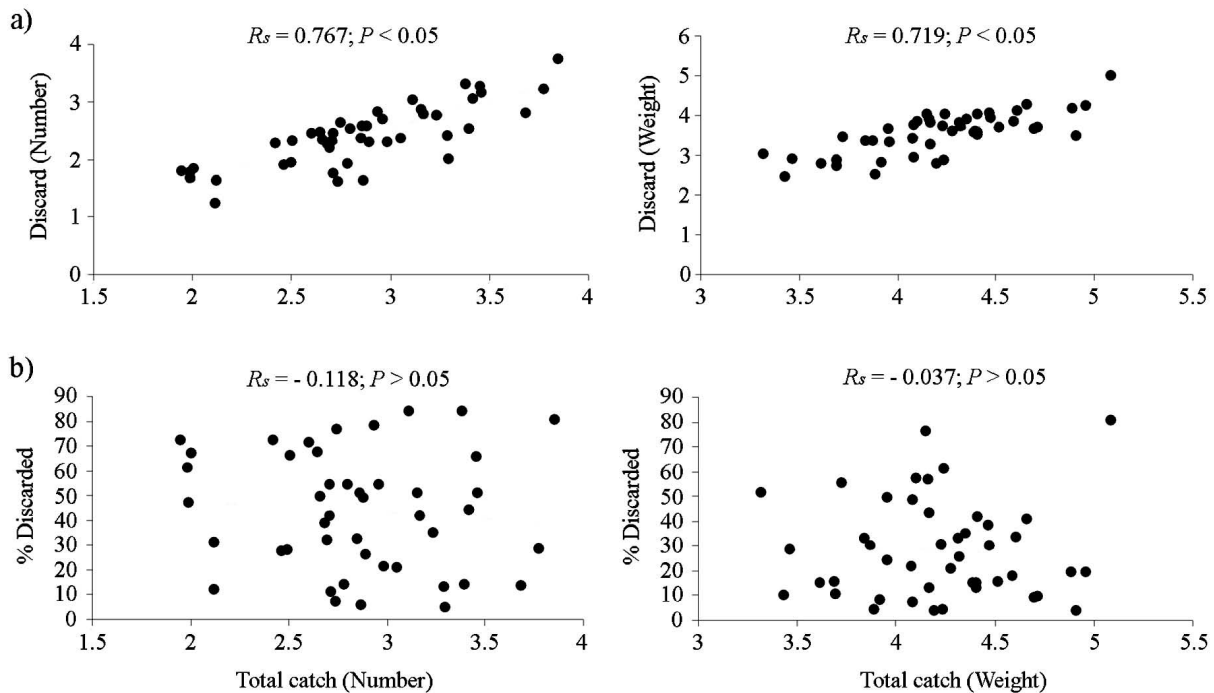 a)
Rs = 0.767; P < 0.05
Discard (Number)
4
3
2
1
0
1.5 2 2.5 3 3.5 4
Rs = 0.719; P < 0.05
Discard (Weight)
6
5
4
3
2
1
0
3 3.5 4 4.5 5 5.5
b)
Rs = - 0.118; P > 0.05
% Discarded
90
80
70
60
50
40
30
20
10
0
1.5 2 2.5 3 3.5 4
Total catch (Number)
Rs = - 0.037; P > 0.05
% Discarded
90
80
70
60
50
40
30
20
10
0
3 3.5 4 4.5 5 5.5
Total catch (Weight)